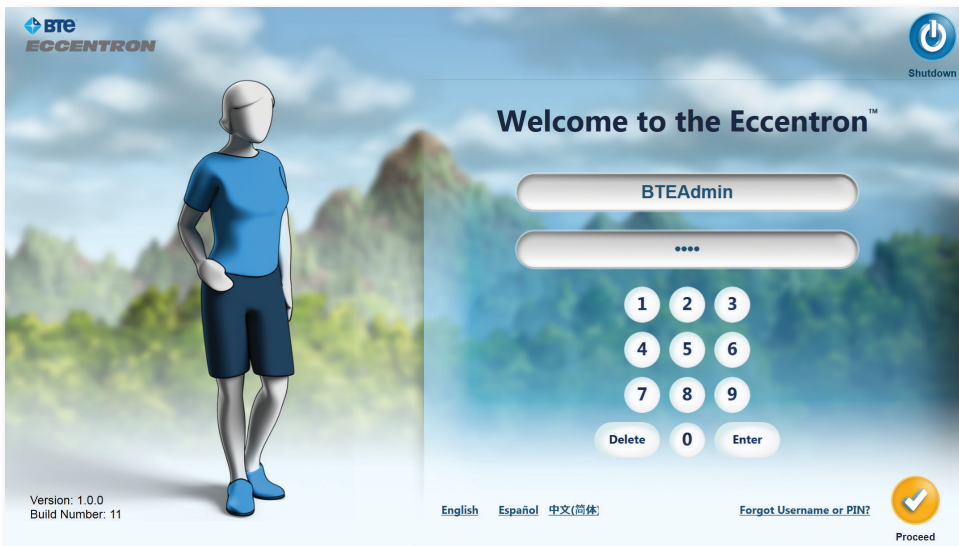 BTE
ECCENTRON
Shutdown
Welcome to the Eccentron™
BTEAdmin
••••
1 2 3
4 5 6
7 8 9
Delete 0 Enter
Version: 1.0.0
Build Number: 11
English Español 中文(简体)
Forgot Username or PIN?
Proceed